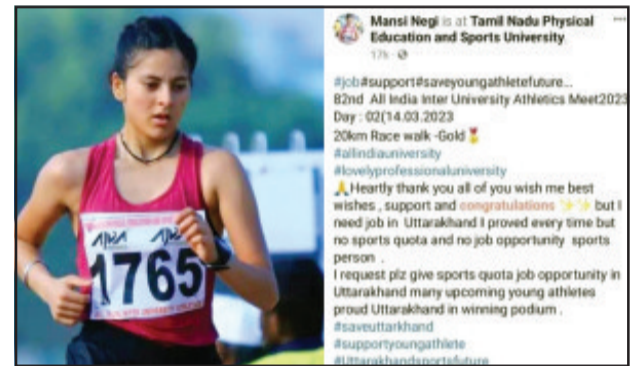 1765
Mansi Negi is at Tamil Nadu Physical
Education and Sports University
17h
#job#support#saveyoungathletefuture...
82nd All India Inter University Athletics Meet2023
Day : 02(14.03.2023
20km Race walk -Gold🏅
#allindiauniversity
#lovelyprofessionaluniversity
🙏Heartly thank you all of you wish me best
wishes , support and congratulations ✨✨ but I
need job in Uttarakhand I proved every time but
no sports quota and no job opportunity sports
person .
I request plz give sports quota job opportunity in
Uttarakhand many upcoming young athletes
proud Uttarakhand in winning podium .
#saveuttarkhand
#supportyoungathlete
#Uttarakhandsportsfuture